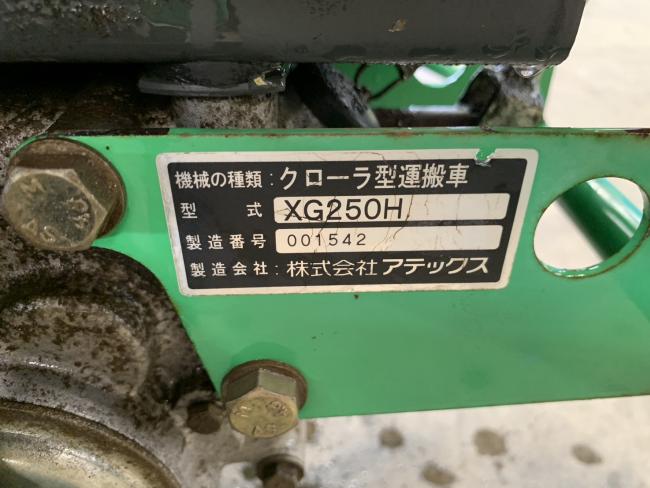 機械の種類：クローラ型運搬車
型式 XG250H
製造番号 001542
製造会社：株式会社アテックス